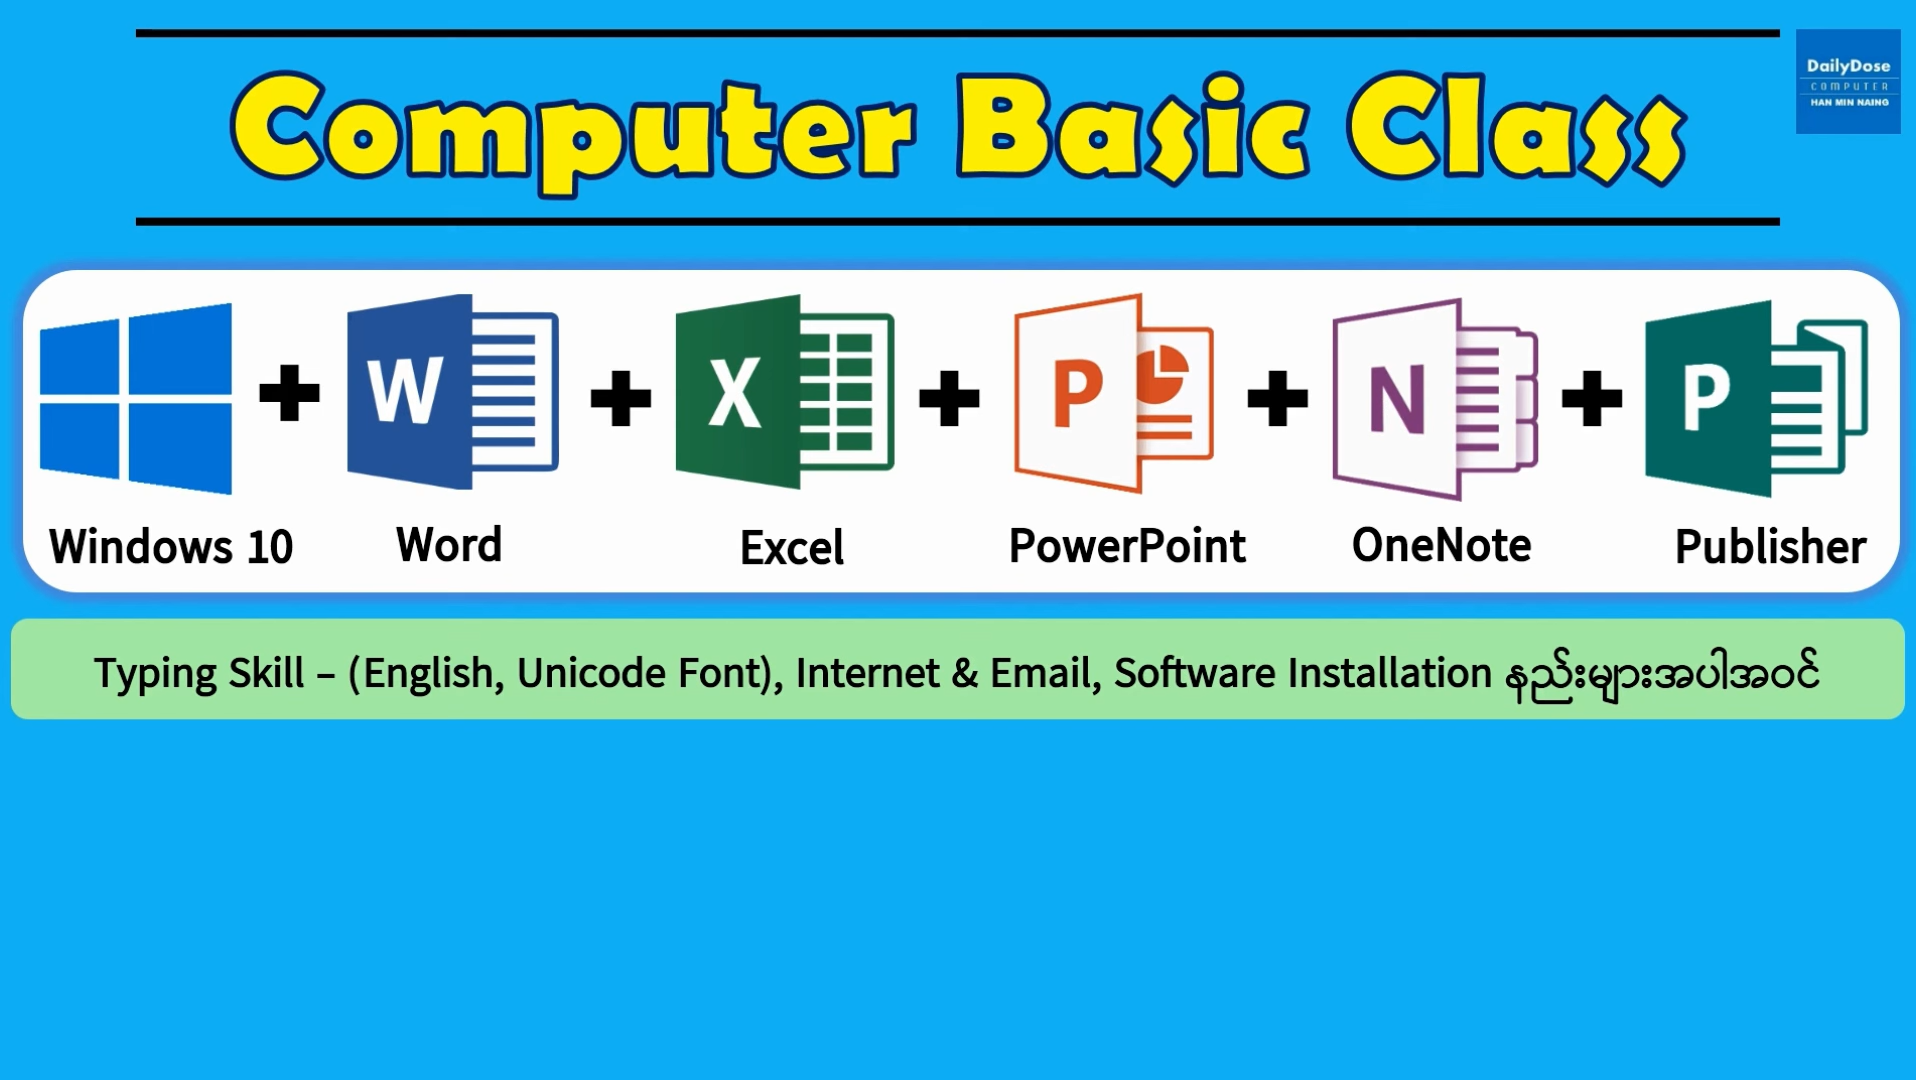 Computer Basic Class
DailyDose
COMPUTER
HAN MIN NAING
W
X
P
N
P
Windows 10
Word
Excel
PowerPoint
OneNote
Publisher
Typing Skill – (English, Unicode Font), Internet & Email, Software Installation နည်းများအပါအဝင်